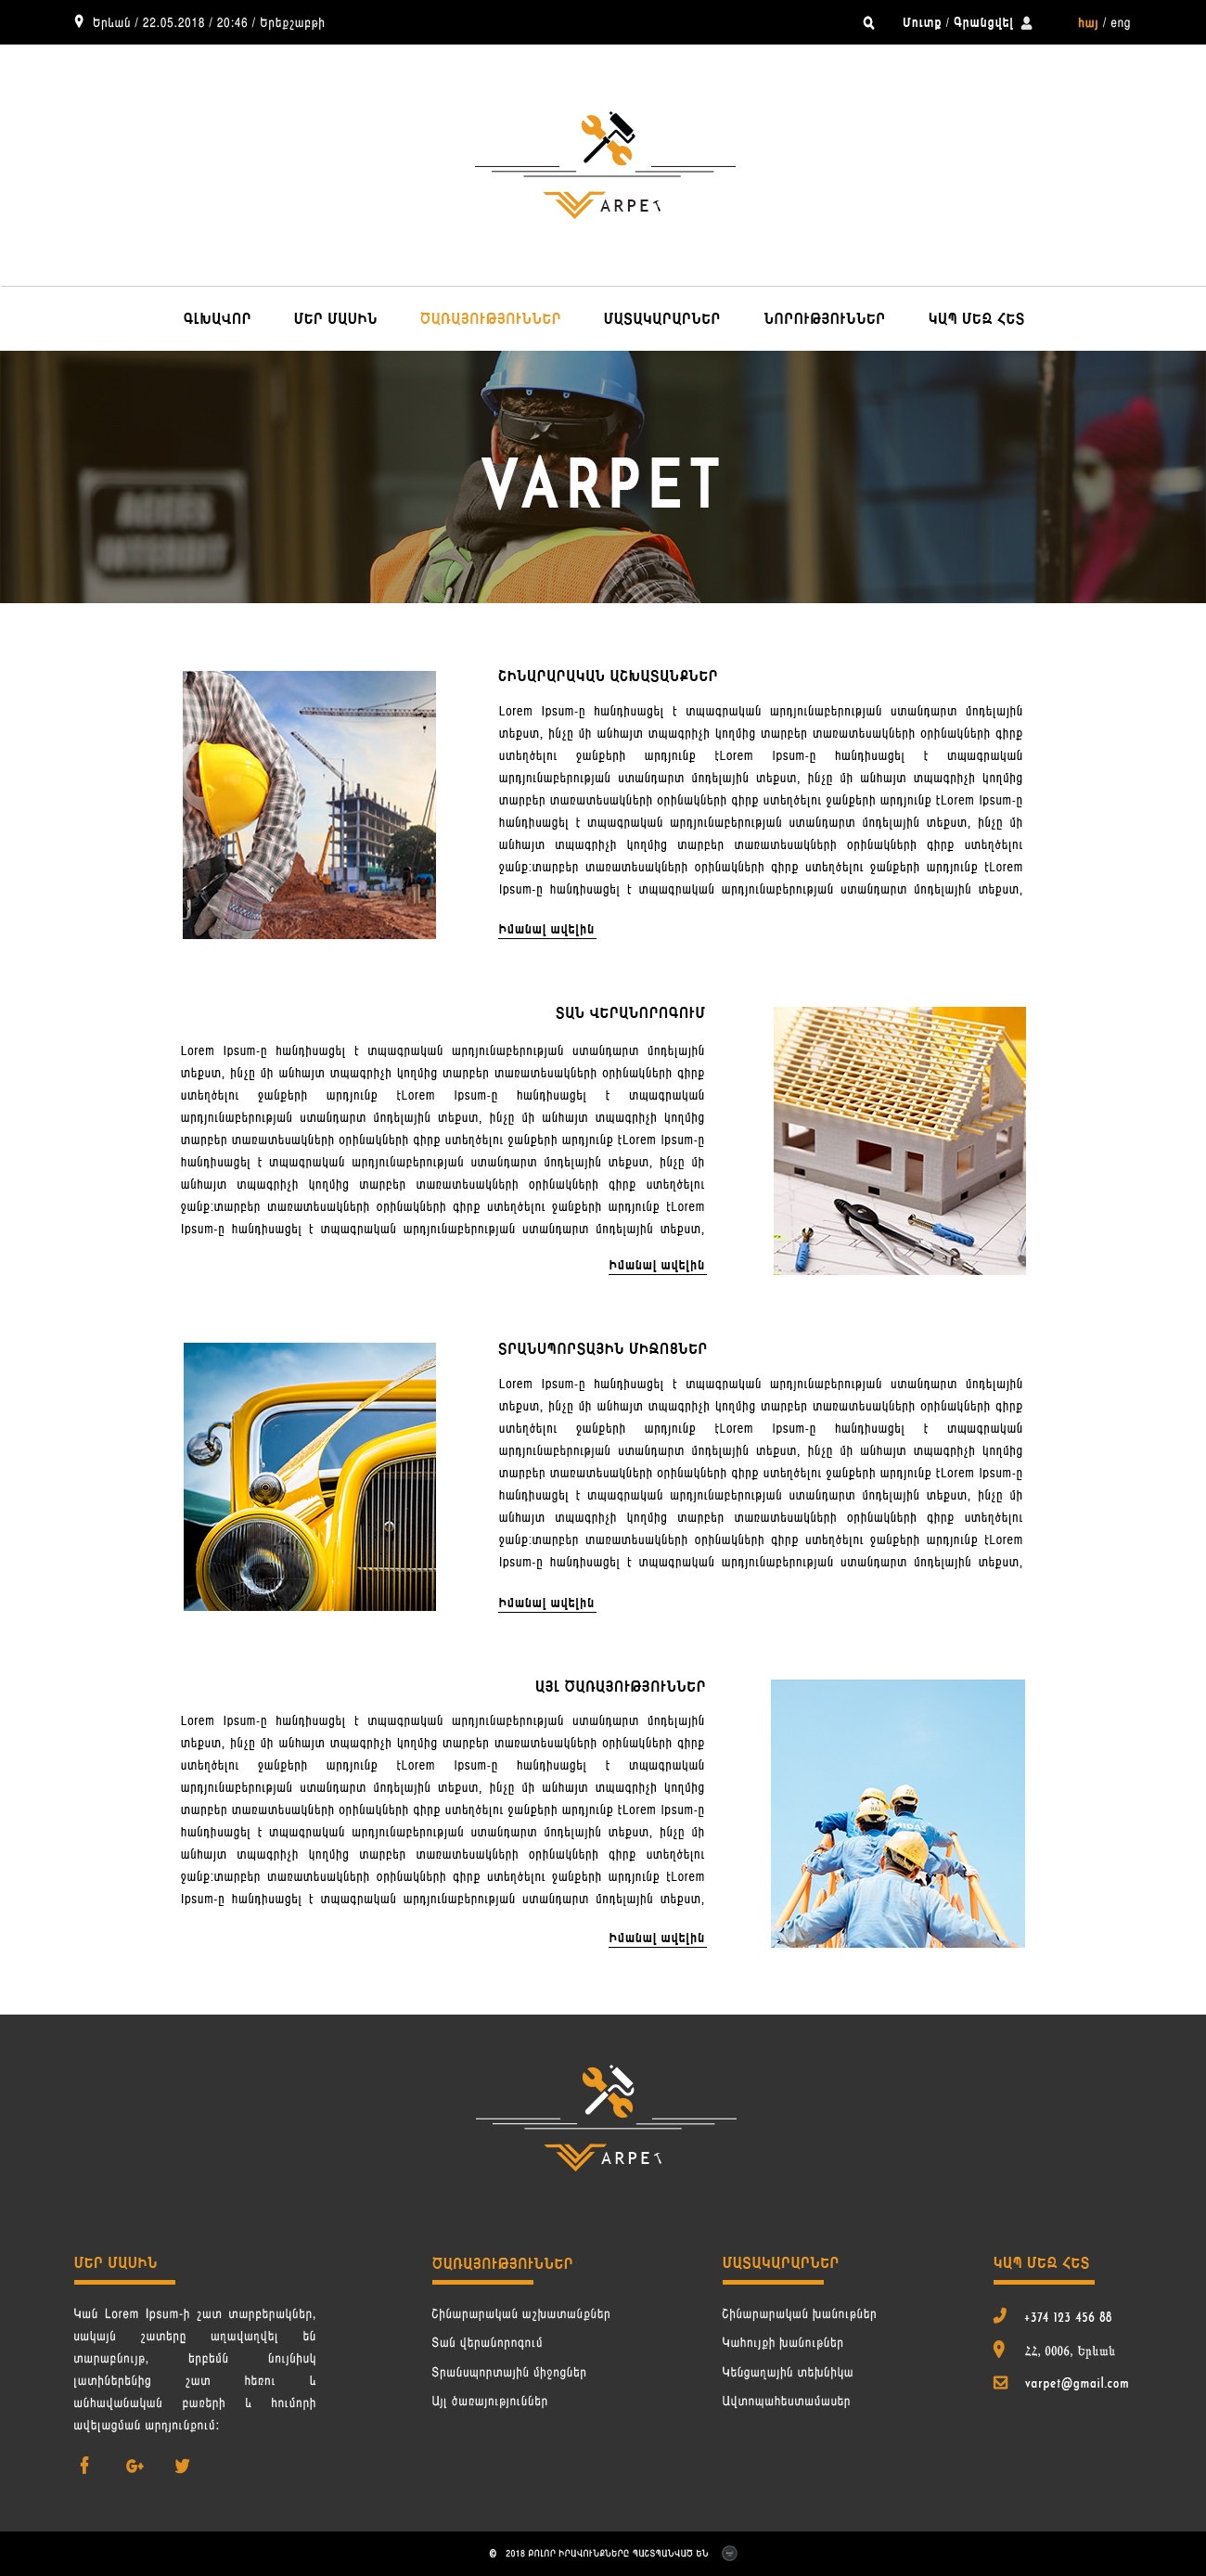 Երևան / 22.05.2018 / 20:46 / Երեքշաբթի
Մուտք / Գրանցվել
հայ / eng
VARPET
ԳԼԽԱՎՈՐ ՄԵՐ ՄԱՍԻՆ ԾԱՌԱՅՈՒԹՅՈՒՆՆԵՐ ՄԱՏԱԿԱՐԱՐՆԵՐ ՆՈՐՈՒԹՅՈՒՆՆԵՐ ԿԱՊ ՄԵԶ ՀԵՏ
VARPET
ՇԻՆԱՐԱՐԱԿԱՆ ԱՇԽԱՏԱՆՔՆԵՐ
Lorem Ipsum-ը հանդիսացել է տպագրական արդյունաբերության ստանդարտ մոդելային
տեքստ, ինչը մի անհայտ տպագրիչի կողմից տարբեր տառատեսակների օրինակների գիրք
ստեղծելու ջանքերի արդյունք էLorem Ipsum-ը հանդիսացել է տպագրական
արդյունաբերության ստանդարտ մոդելային տեքստ, ինչը մի անհայտ տպագրիչի կողմից
տարբեր տառատեսակների օրինակների գիրք ստեղծելու ջանքերի արդյունք էLorem Ipsum-ը
հանդիսացել է տպագրական արդյունաբերության ստանդարտ մոդելային տեքստ, ինչը մի
անհայտ տպագրիչի կողմից տարբեր տառատեսակների օրինակների գիրք ստեղծելու
ջանք:տարբեր տառատեսակների օրինակների գիրք ստեղծելու ջանքերի արդյունք էLorem
Ipsum-ը հանդիսացել է տպագրական արդյունաբերության ստանդարտ մոդելային տեքստ,
Իմանալ ավելին
ՏԱՆ ՎԵՐԱՆՈՐՈԳՈՒՄ
Lorem Ipsum-ը հանդիսացել է տպագրական արդյունաբերության ստանդարտ մոդելային
տեքստ, ինչը մի անհայտ տպագրիչի կողմից տարբեր տառատեսակների օրինակների գիրք
ստեղծելու ջանքերի արդյունք էLorem Ipsum-ը հանդիսացել է տպագրական
արդյունաբերության ստանդարտ մոդելային տեքստ, ինչը մի անհայտ տպագրիչի կողմից
տարբեր տառատեսակների օրինակների գիրք ստեղծելու ջանքերի արդյունք էLorem Ipsum-ը
հանդիսացել է տպագրական արդյունաբերության ստանդարտ մոդելային տեքստ, ինչը մի
անհայտ տպագրիչի կողմից տարբեր տառատեսակների օրինակների գիրք ստեղծելու
ջանք:տարբեր տառատեսակների օրինակների գիրք ստեղծելու ջանքերի արդյունք էLorem
Ipsum-ը հանդիսացել է տպագրական արդյունաբերության ստանդարտ մոդելային տեքստ,
Իմանալ ավելին
ՏՐԱՆՍՊՈՐՏԱՅԻՆ ՄԻՋՈՑՆԵՐ
Lorem Ipsum-ը հանդիսացել է տպագրական արդյունաբերության ստանդարտ մոդելային
տեքստ, ինչը մի անհայտ տպագրիչի կողմից տարբեր տառատեսակների օրինակների գիրք
ստեղծելու ջանքերի արդյունք էLorem Ipsum-ը հանդիսացել է տպագրական
արդյունաբերության ստանդարտ մոդելային տեքստ, ինչը մի անհայտ տպագրիչի կողմից
տարբեր տառատեսակների օրինակների գիրք ստեղծելու ջանքերի արդյունք էLorem Ipsum-ը
հանդիսացել է տպագրական արդյունաբերության ստանդարտ մոդելային տեքստ, ինչը մի
անհայտ տպագրիչի կողմից տարբեր տառատեսակների օրինակների գիրք ստեղծելու
ջանք:տարբեր տառատեսակների օրինակների գիրք ստեղծելու ջանքերի արդյունք էLorem
Ipsum-ը հանդիսացել է տպագրական արդյունաբերության ստանդարտ մոդելային տեքստ,
Իմանալ ավելին
ԱՅԼ ԾԱՌԱՅՈՒԹՅՈՒՆՆԵՐ
Lorem Ipsum-ը հանդիսացել է տպագրական արդյունաբերության ստանդարտ մոդելային
տեքստ, ինչը մի անհայտ տպագրիչի կողմից տարբեր տառատեսակների օրինակների գիրք
ստեղծելու ջանքերի արդյունք էLorem Ipsum-ը հանդիսացել է տպագրական
արդյունաբերության ստանդարտ մոդելային տեքստ, ինչը մի անհայտ տպագրիչի կողմից
տարբեր տառատեսակների օրինակների գիրք ստեղծելու ջանքերի արդյունք էLorem Ipsum-ը
հանդիսացել է տպագրական արդյունաբերության ստանդարտ մոդելային տեքստ, ինչը մի
անհայտ տպագրիչի կողմից տարբեր տառատեսակների օրինակների գիրք ստեղծելու
ջանք:տարբեր տառատեսակների օրինակների գիրք ստեղծելու ջանքերի արդյունք էLorem
Ipsum-ը հանդիսացել է տպագրական արդյունաբերության ստանդարտ մոդելային տեքստ,
Իմանալ ավելին
VARPET
ՄԵՐ ՄԱՍԻՆ
Կան Lorem Ipsum-ի շատ տարբերակներ,
սակայն շատերը աղավաղվել են
տարաբնույթ, երբեմն նույնիսկ
լատիներենից շատ հեռու և
անհավանական բառերի և հումորի
ավելացման արդյունքում:
ԾԱՌԱՅՈՒԹՅՈՒՆՆԵՐ
Շինարարական աշխատանքներ
Տան վերանորոգում
Տրանսպորտային միջոցներ
Այլ ծառայություններ
ՄԱՏԱԿԱՐԱՐՆԵՐ
Շինարարական խանութներ
Կահույքի խանութներ
Կենցաղային տեխնիկա
Ավտոպահեստամասեր
ԿԱՊ ՄԵԶ ՀԵՏ
+374 123 456 88
ՀՀ, 0006, Երևան
varpet@gmail.com
© 2018 ԲՈԼՈՐ ԻՐԱՎՈՒՆՔՆԵՐԸ ՊԱՇՏՊԱՆՎԱԾ ԵՆ